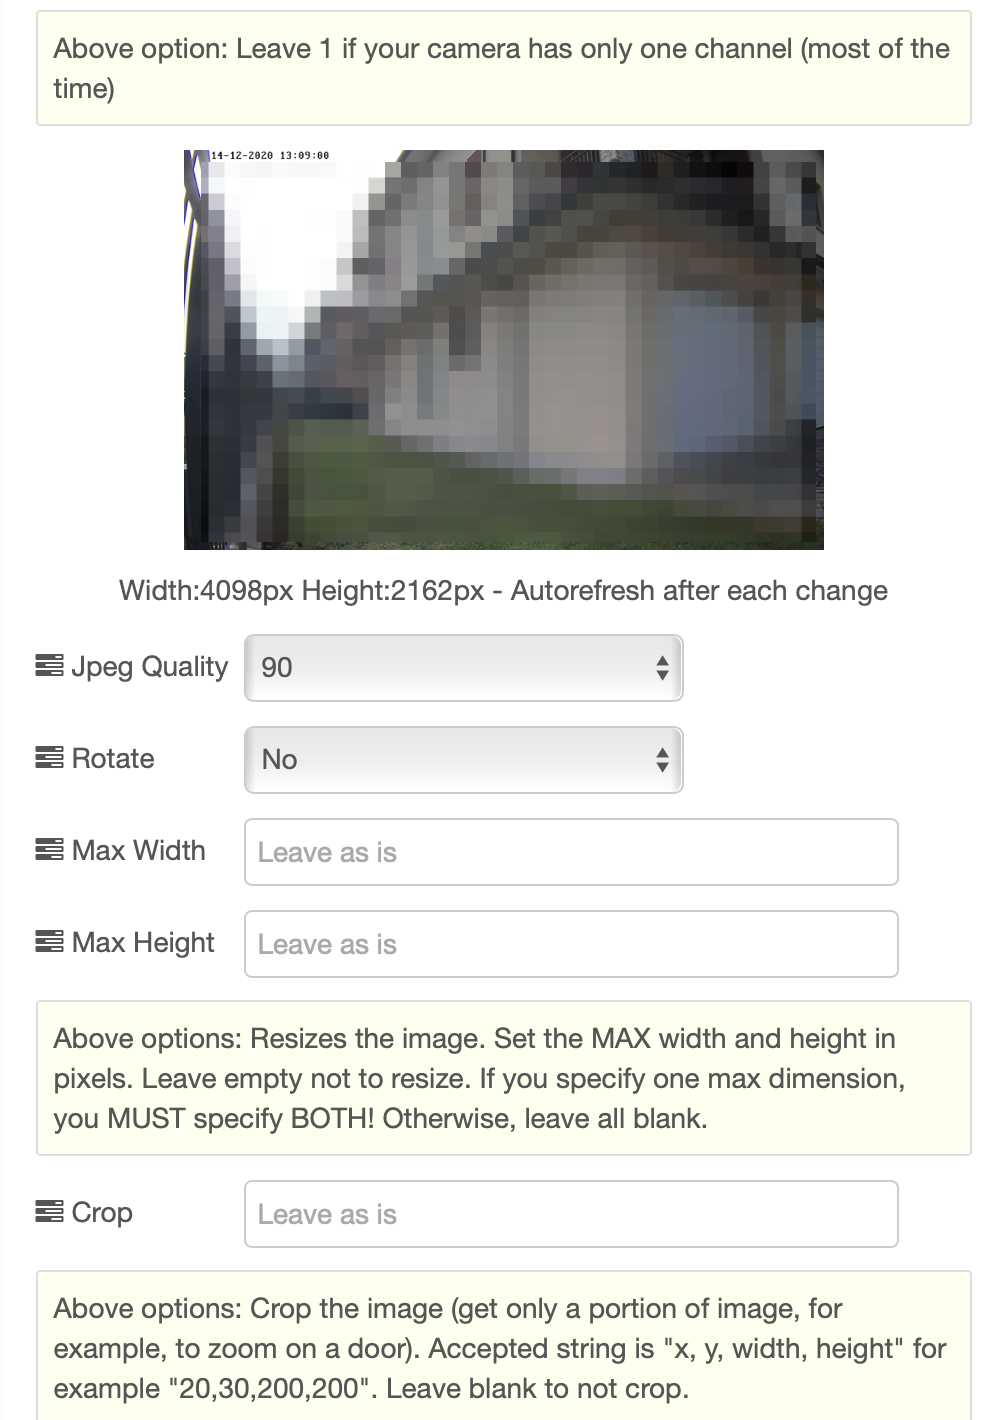 Above option: Leave 1 if your camera has only one channel (most of the
time)
14-12-2020 13:09:00
Width:4098px Height:2162px - Autorefresh after each change
Jpeg Quality 90
Rotate No
Max Width Leave as is
Max Height Leave as is
Above options: Resizes the image. Set the MAX width and height in
pixels. Leave empty not to resize. If you specify one max dimension,
you MUST specify BOTH! Otherwise, leave all blank.
Crop Leave as is
Above options: Crop the image (get only a portion of image, for
example, to zoom on a door). Accepted string is "x, y, width, height" for
example "20,30,200,200". Leave blank to not crop.